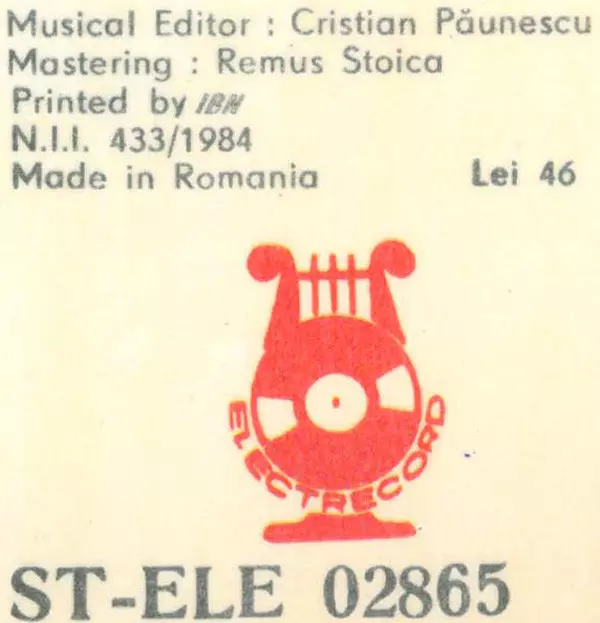 Musical Editor : Cristian Păunescu
Mastering : Remus Stoica
Printed by IBN
N.I.I. 433/1984
Made in Romania Lei 46
ELECTRECORD
ST-ELE 02865